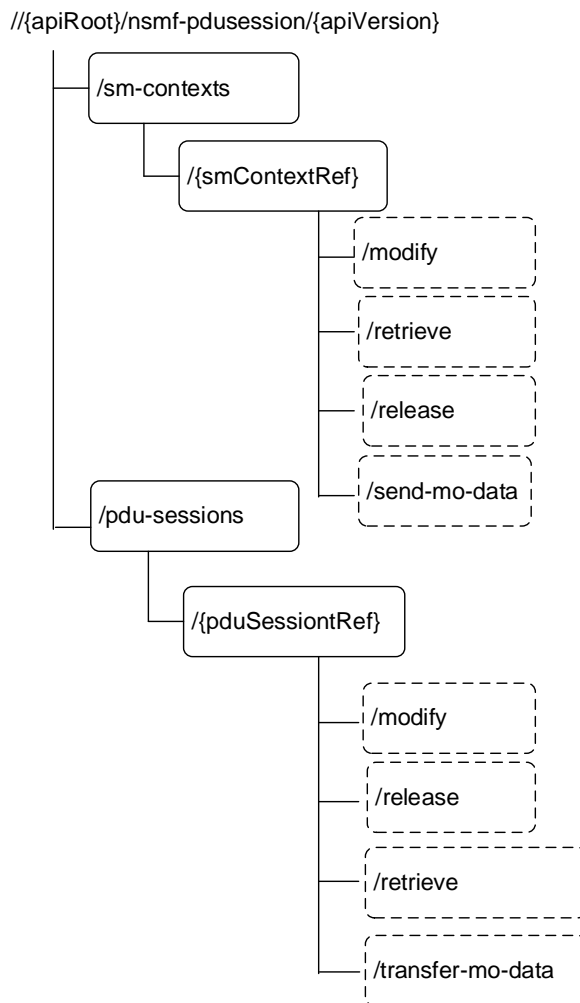 //{apiRoot}/nsmf-pdusession/{apiVersion}
/sm-contexts
/{smContextRef}
/modify
/retrieve
/release
/send-mo-data
/pdu-sessions
/{pduSessiontRef}
/modify
/release
/retrieve
/transfer-mo-data